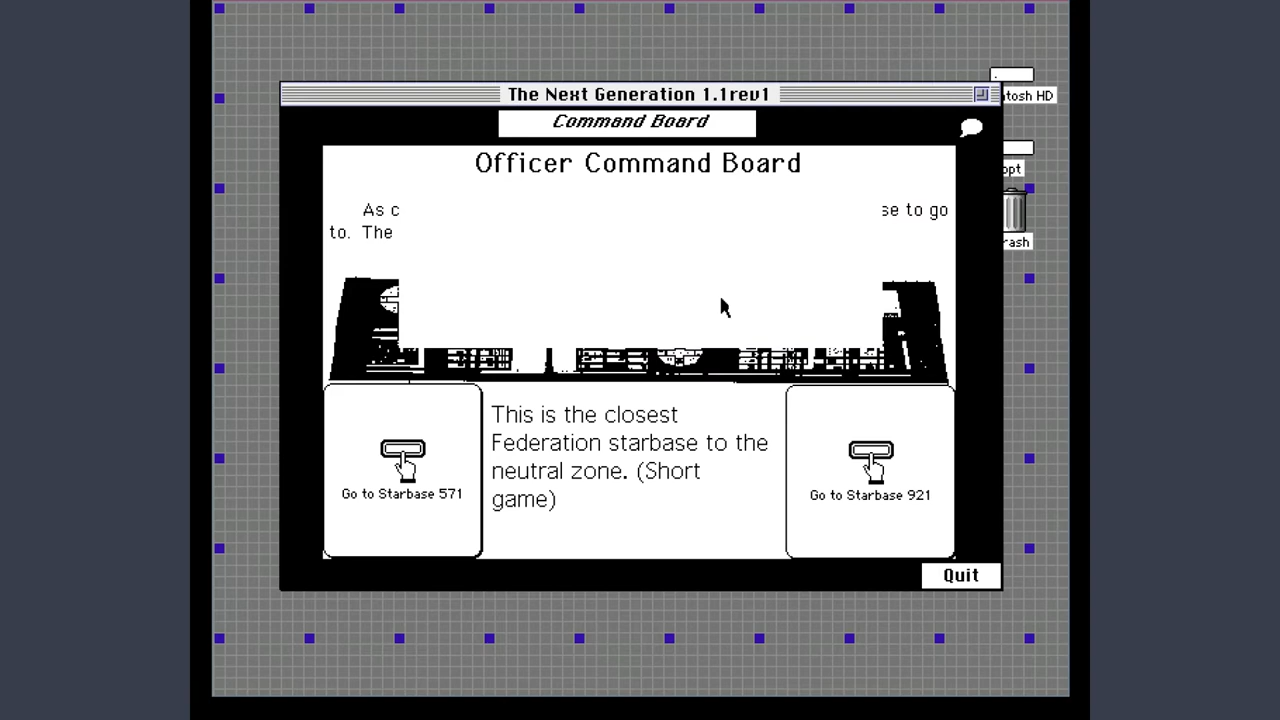 The Next Generation 1.1rev1
Command Board
Officer Command Board
As c
se to go
to. The
This is the closest
Federation starbase to the
neutral zone. (Short
game)
Go to Starbase 571
Go to Starbase 921
Quit
tosh HD
opt
rash